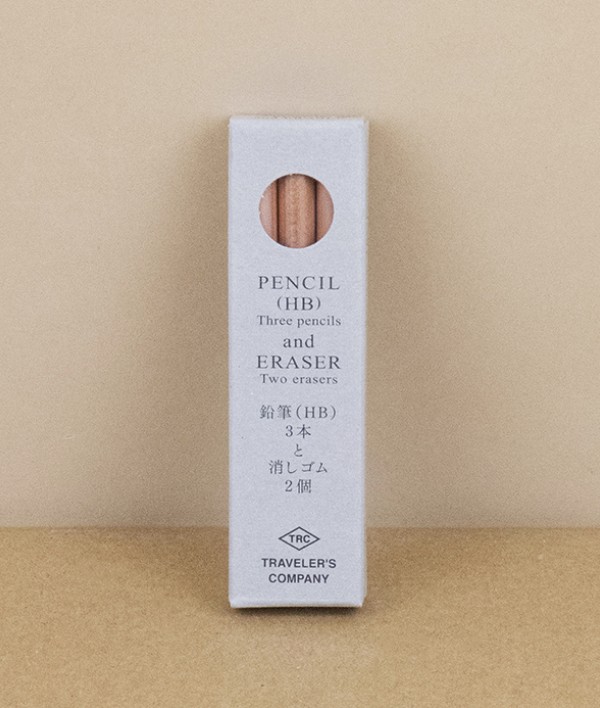 PENCIL
(HB)
Three pencils
and
ERASER
Two erasers
鉛筆(HB)
3本
と
消しゴム
2個
TRC
TRAVELER'S
COMPANY